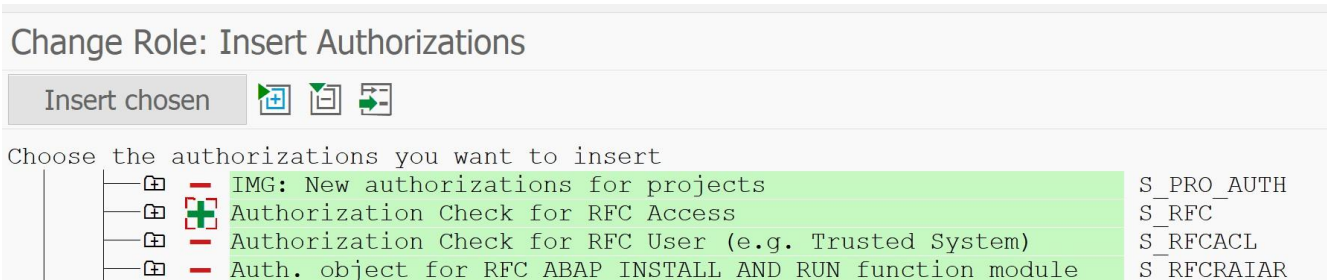 Change Role: Insert Authorizations
Insert chosen
Choose the authorizations you want to insert
IMG: New authorizations for projects S_PRO_AUTH
Authorization Check for RFC Access S_RFC
Authorization Check for RFC User (e.g. Trusted System) S_RFCACL
Auth. object for RFC ABAP INSTALL AND RUN function module S_RFCRAIAR